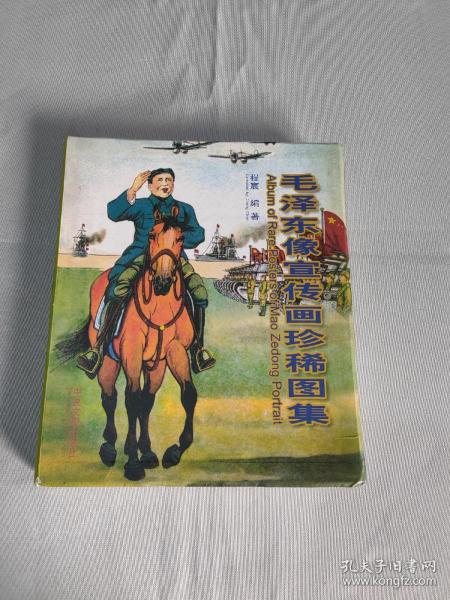 毛泽东像宣传画珍稀图集
Album of Rare Posters of Mao Zedong Portrait
程宸 编著
孔夫子旧书网
www.kongfz.com